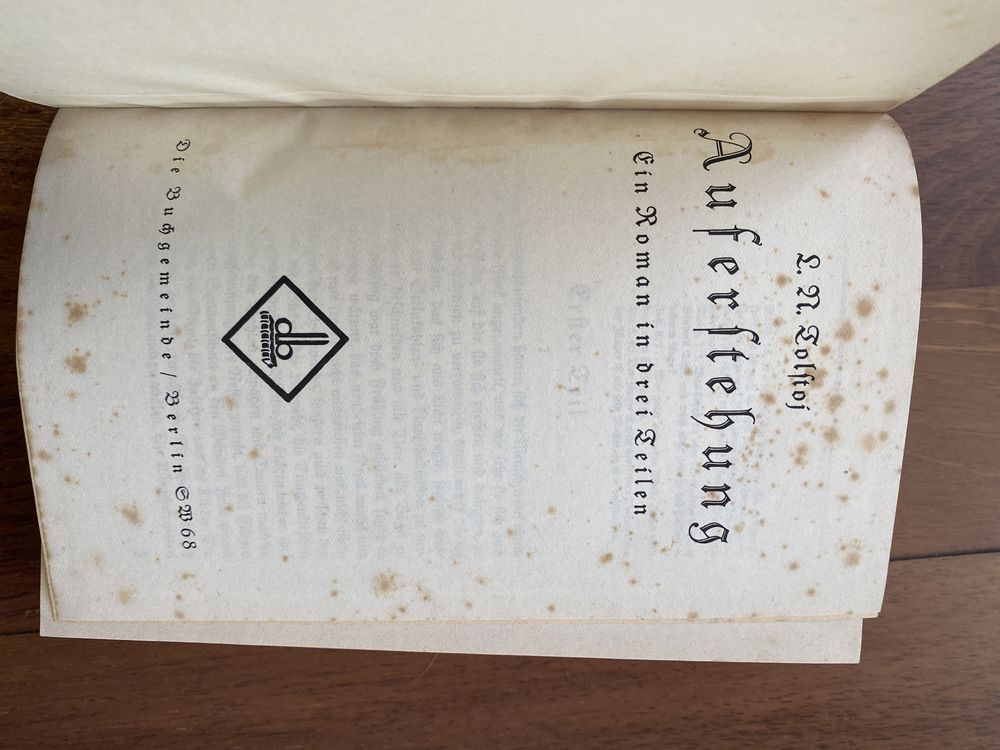 L. N. Tolstoj
Auferstehung
Ein Roman in drei Teilen
Die Buchgemeinde / Berlin SW 68